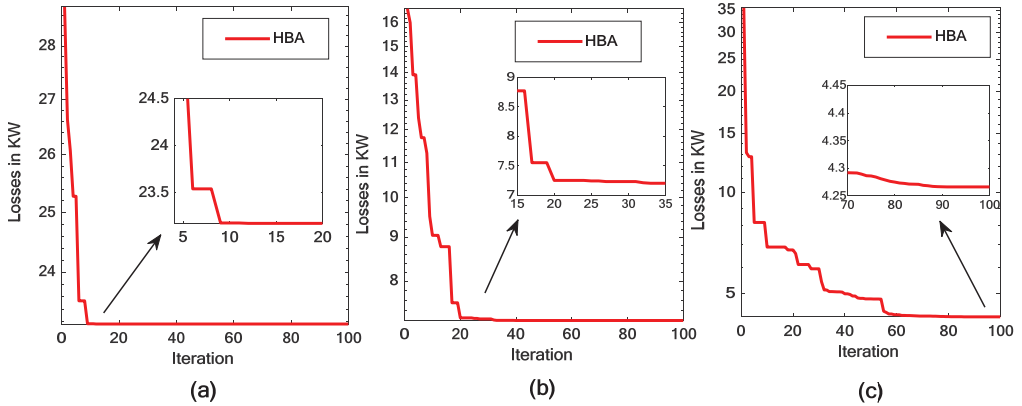 HBA
Losses in KW
28
27
26
25
24
24.5
24
23.5
5 10 15 20
0 20 40 60 80 100
Iteration
(a)
HBA
Losses in KW
16
15
14
13
12
11
10
9
8
9
8.5
8
7.5
7
15 20 25 30 35
0 20 40 60 80 100
Iteration
(b)
HBA
Losses in KW
35
30
25
20
15
10
5
4.45
4.4
4.35
4.3
4.25
70 80 90 100
0 20 40 60 80 100
Iteration
(c)